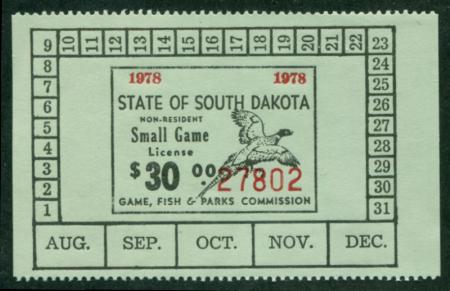 9 10 11 12 13 14 15 16 17 18 19 20 21 22 23
8 24
7 1978 1978 25
6 STATE OF SOUTH DAKOTA 26
5 NON-RESIDENT 27
4 Small Game 28
3 License 29
2 $30.00 27802 30
1 GAME, FISH & PARKS COMMISSION 31
AUG. SEP. OCT. NOV. DEC.